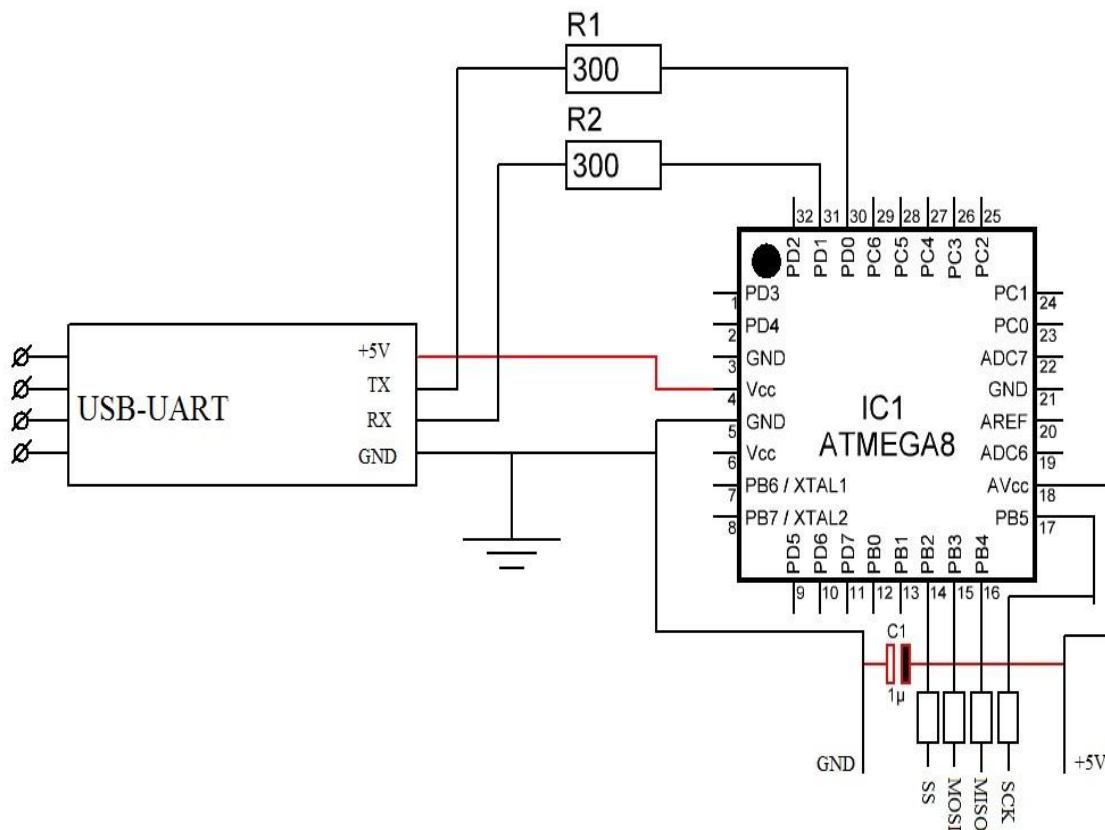 R1
300
R2
300
32 31 30 29 28 27 26 25
PD2 PD1 PD0 PC6 PC5 PC4 PC3 PC2
1 PD3
2 PD4
3 GND
4 Vcc
5 GND
6 Vcc
7 PB6 / XTAL1
8 PB7 / XTAL2
PC1 24
PC0 23
ADC7 22
GND 21
AREF 20
ADC6 19
AVcc 18
PB5 17
IC1
ATMEGA8
PD5 PD6 PD7 PB0 PB1 PB2 PB3 PB4
9 10 11 12 13 14 15 16
USB-UART
+5V
TX
RX
GND
C1
1µ
GND
SS
MOSI
MISO
SCK
+5V